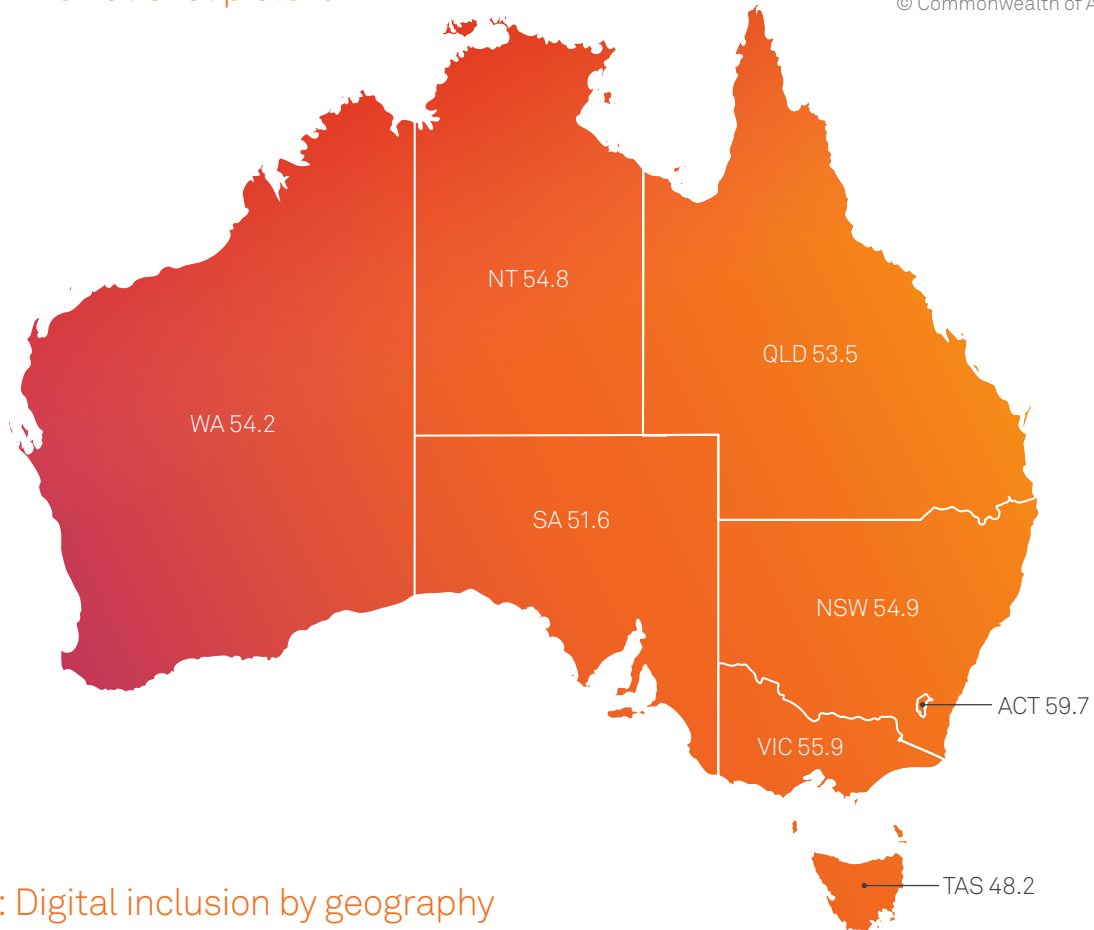 © Commonwealth of A
NT 54.8
QLD 53.5
WA 54.2
SA 51.6
NSW 54.9
ACT 59.7
VIC 55.9
TAS 48.2
: Digital inclusion by geography